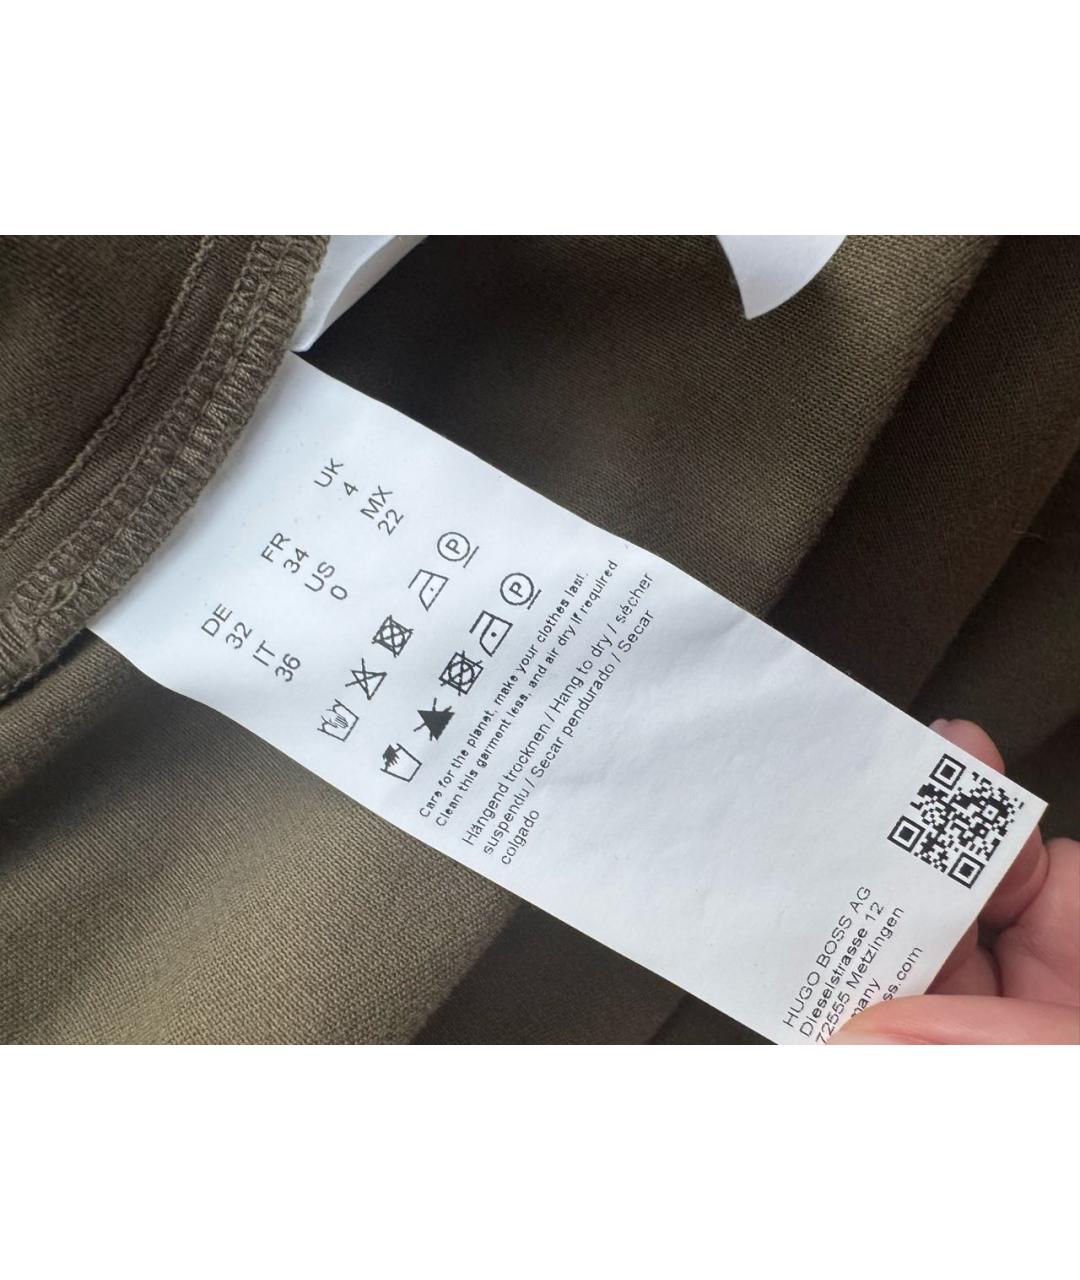 DE FR UK
32 34 4
IT US MX
36 0 22
P
P
Care for the planet, make your clothes last.
Clean this garment less, and air dry if required
Hängend trocknen / Hang to dry / sécher
suspendu / Secar pendurado / Secar
colgado
HUGO BOSS AG
Dieselstrasse 12
72555 Metzingen